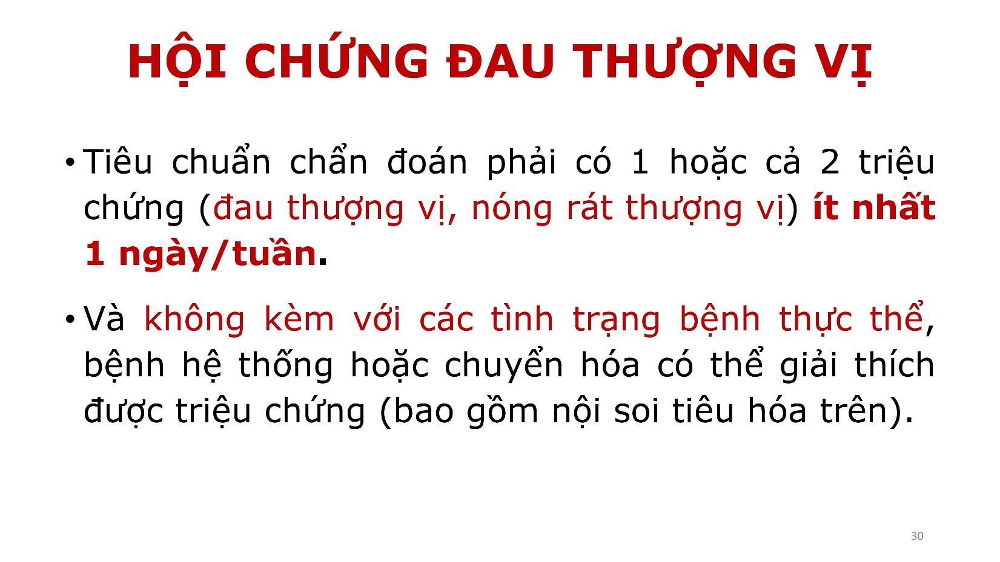 HỘI CHỨNG ĐAU THƯỢNG VỊ
• Tiêu chuẩn chẩn đoán phải có 1 hoặc cả 2 triệu
chứng (đau thượng vị, nóng rát thượng vị) ít nhất
1 ngày/tuần.
• Và không kèm với các tình trạng bệnh thực thể,
bệnh hệ thống hoặc chuyển hóa có thể giải thích
được triệu chứng (bao gồm nội soi tiêu hóa trên).
30